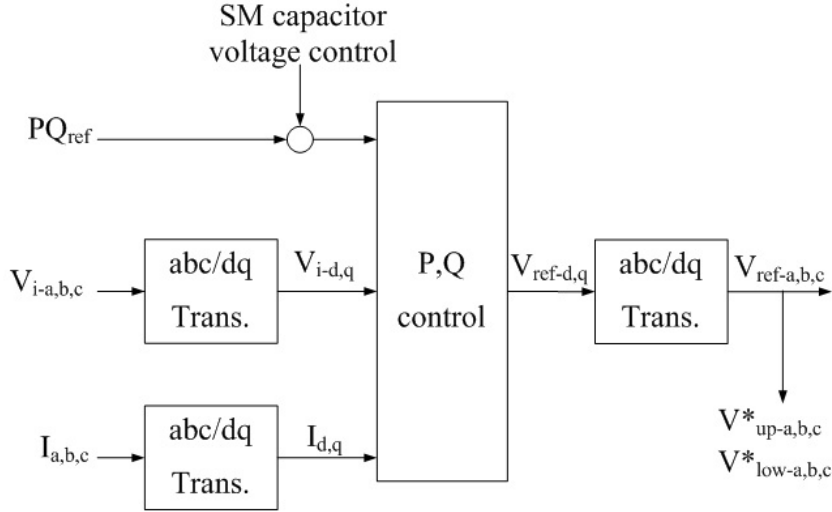 SM capacitor
voltage control
PQref
abc/dq
Trans.
Vi-a,b,c
Vi-d,q
P,Q
control
Vref-d,q
abc/dq
Trans.
Vref-a,b,c
abc/dq
Trans.
Ia,b,c
Id,q
V*up-a,b,c
V*low-a,b,c